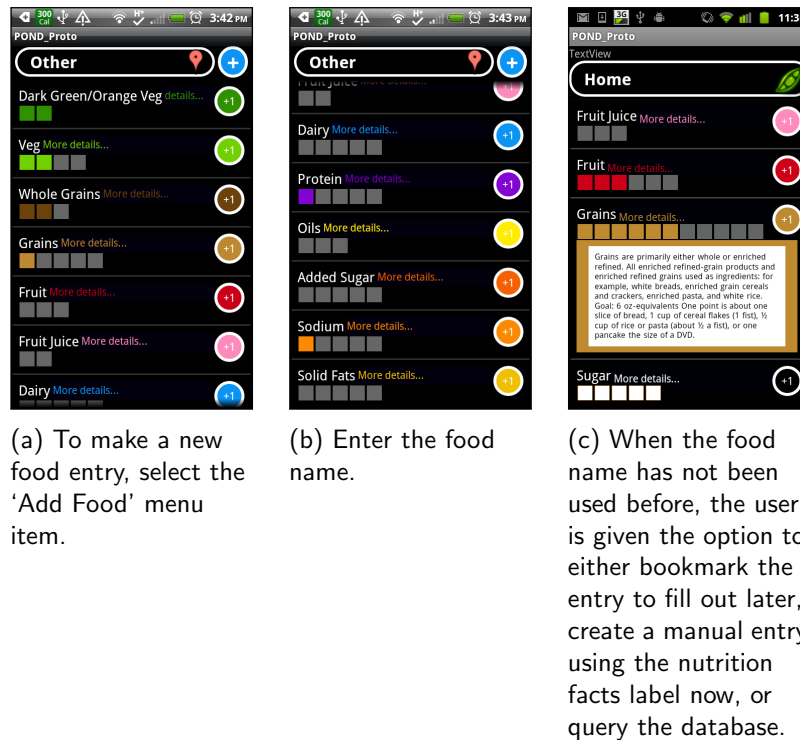 300
Cal
H+
3:42 PM
POND_Proto
Other
+
Dark Green/Orange Veg details...
+1
Veg More details...
+1
Whole Grains More details...
+1
Grains More details...
+1
Fruit More details...
+1
Fruit Juice More details...
+1
Dairy More details...
+1
(a) To make a new
food entry, select the
‘Add Food’ menu
item.
300
Cal
H+
3:43 PM
POND_Proto
Other
+
Fruit Juice More details...
Dairy More details...
+1
Protein More details...
+1
Oils More details...
+1
Added Sugar More details...
+1
Sodium More details...
+1
Solid Fats More details...
+1
(b) Enter the food
name.
3G
11:3
POND_Proto
TextView
Home
Fruit Juice More details...
+1
Fruit More details...
+1
Grains More details...
+1
Grains are primarily either whole or enriched
refined. All enriched refined-grain products and
enriched refined grains used as ingredients: for
example, white breads, enriched grain cereals
and crackers, enriched pasta, and white rice.
Goal: 6 oz-equivalents One point is about one
slice of bread, 1 cup of cereal flakes (1 fist), ½
cup of rice or pasta (about ½ a fist), or one
pancake the size of a DVD.
Sugar More details...
+1
(c) When the food
name has not been
used before, the user
is given the option to
either bookmark the
entry to fill out later,
create a manual entry
using the nutrition
facts label now, or
query the database.